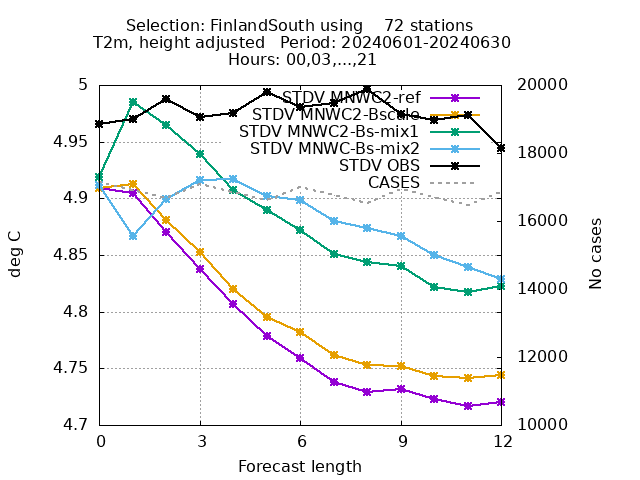 Selection: FinlandSouth using    72 stations
T2m, height adjusted   Period: 20240601-20240630
Hours: 00,03,...,21
STDV MNWC2-ref
STDV MNWC2-Bscale
STDV MNWC2-Bs-mix1
STDV MNWC-Bs-mix2
STDV OBS
CASES
5
4.95
4.9
4.85
4.8
4.75
4.7
deg C
20000
18000
16000
14000
12000
10000
No cases
0 3 6 9 12
Forecast length